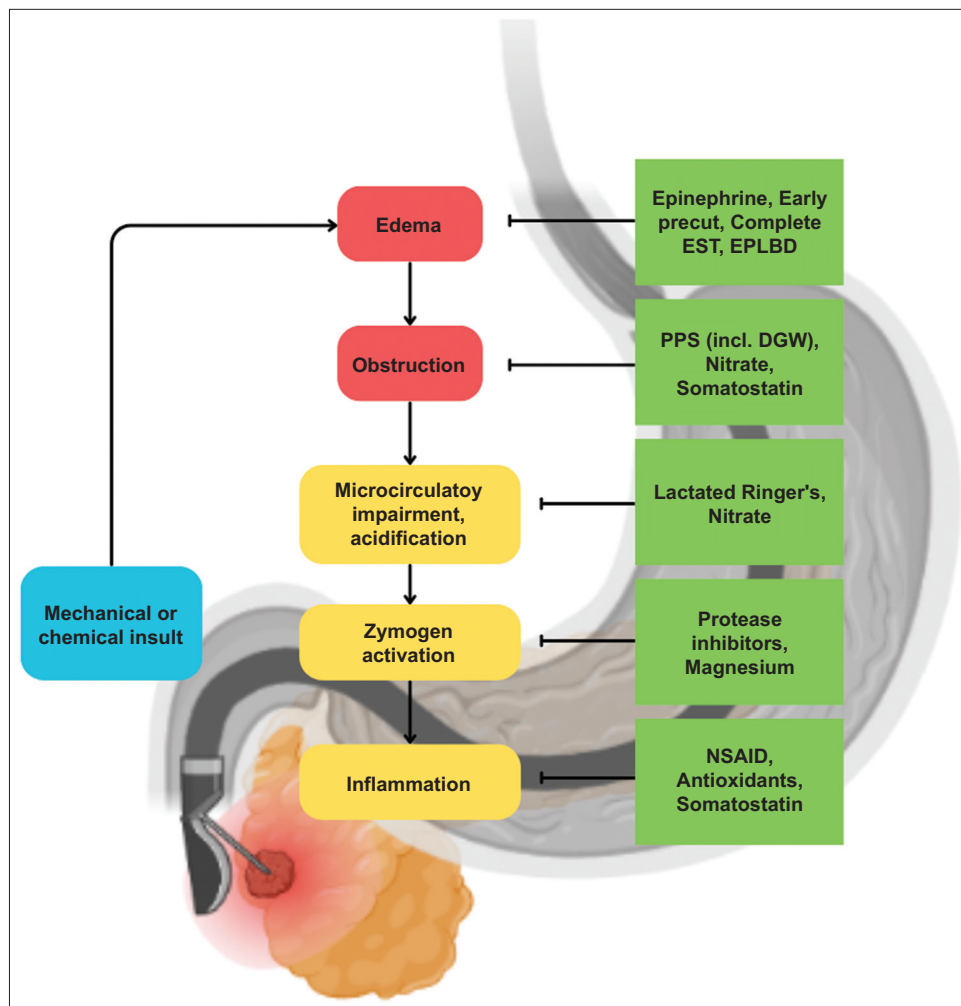 Edema
Epinephrine, Early
precut, Complete
EST, EPLBD
Obstruction
PPS (incl. DGW),
Nitrate,
Somatostatin
Microcirculatoy
impairment,
acidification
Lactated Ringer's,
Nitrate
Mechanical or
chemical insult
Zymogen
activation
Protease
inhibitors,
Magnesium
Inflammation
NSAID,
Antioxidants,
Somatostatin